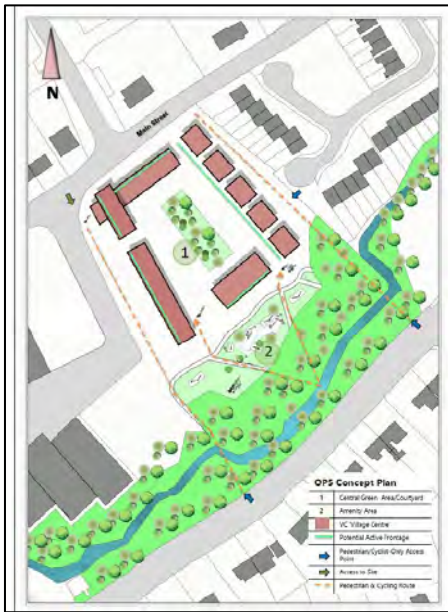 N
Main Street
1
2
OPS Concept Plan
1 Central Green Area/Courtyard
2 Amenity Area
VC Village Centre
Potential Active Frontage
Pedestrian/Cyclist Only Access
Point
Access to Site
Pedestrian & Cycling Route